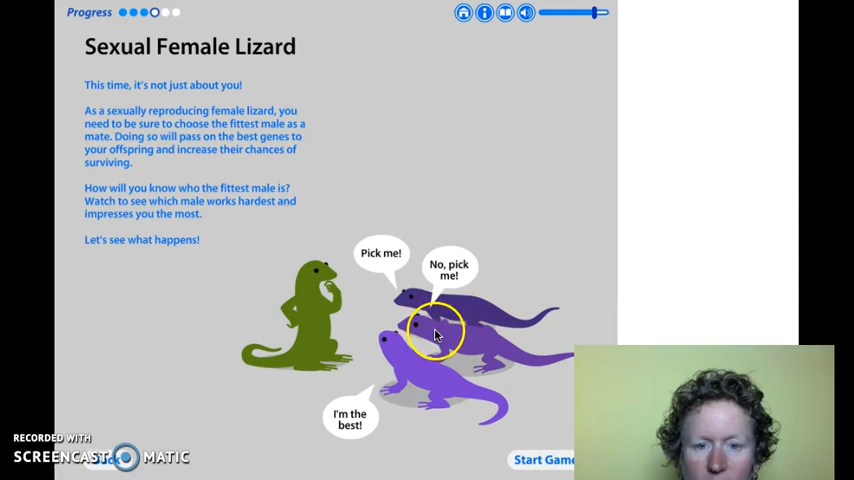 Progress
Sexual Female Lizard
This time, it's not just about you!
As a sexually reproducing female lizard, you
need to be sure to choose the fittest male as a
mate. Doing so will pass on the best genes to
your offspring and increase their chances of
surviving.
How will you know who the fittest male is?
Watch to see which male works hardest and
impresses you the most.
Let's see what happens!
Pick me!
No, pick
me!
I'm the
best!
RECORDED WITH
SCREENCAST MATIC
Start Game